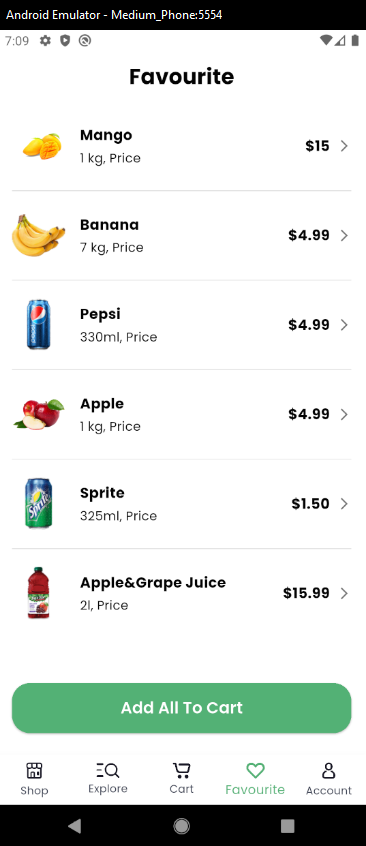 Android Emulator - Medium_Phone:5554
7:09
Favourite
Mango
1 kg, Price
$15
Banana
7 kg, Price
$4.99
Pepsi
330ml, Price
$4.99
pepsi
Apple
1 kg, Price
$4.99
Sprite
325ml, Price
$1.50
Sprite
Apple&Grape Juice
2l, Price
$15.99
Add All To Cart
Shop
Explore
Cart
Favourite
Account